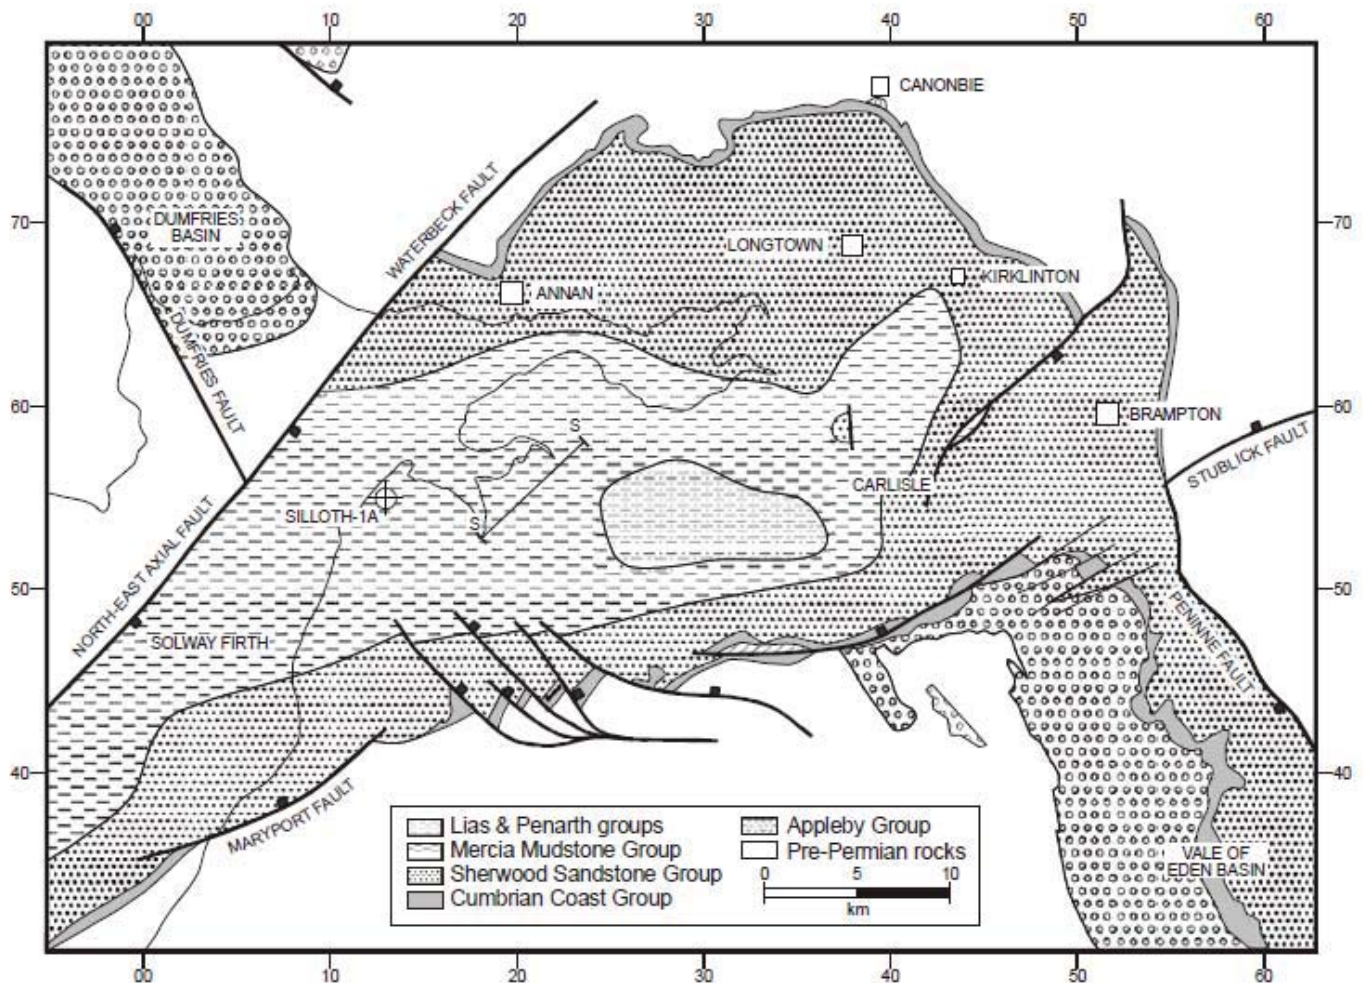 00 10 20 30 40 50 60
CANONBIE
WATERBECK FAULT
70 70
DUMFRIES
BASIN
LONGTOWN
KIRKLINTON
ANNAN
DUMFRIES FAULT
60 60
BRAMPTON
S
STUBLICK FAULT
CARLISLE
SILLOTH-1A
S
NORTH-EAST AXIAL FAULT
50 50
SOLWAY FIRTH
PENINNE FAULT
40 40
MARYPORT FAULT
Lias & Penarth groups
Mercia Mudstone Group
Sherwood Sandstone Group
Cumbrian Coast Group
Appleby Group
Pre-Permian rocks
0 5 10
km
VALE OF
EDEN BASIN
00 10 20 30 40 50 60